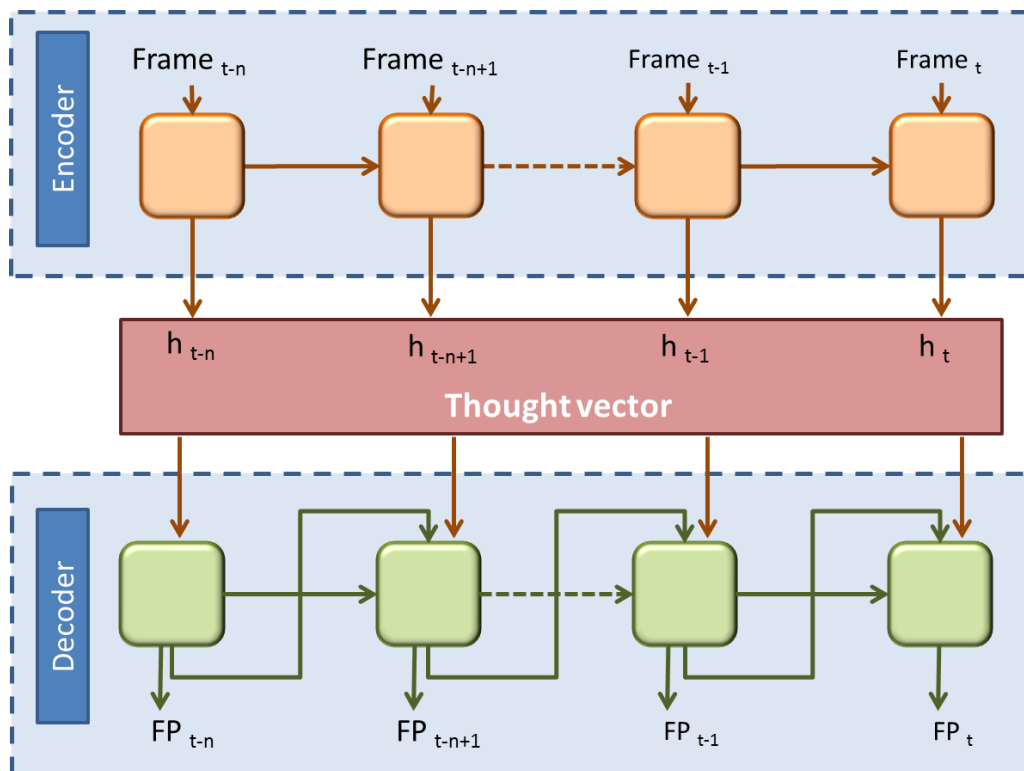 Encoder
Frame t-n
Frame t-n+1
Frame t-1
Frame t
h t-n
h t-n+1
h t-1
h t
Thought vector
Decoder
FP t-n
FP t-n+1
FP t-1
FP t